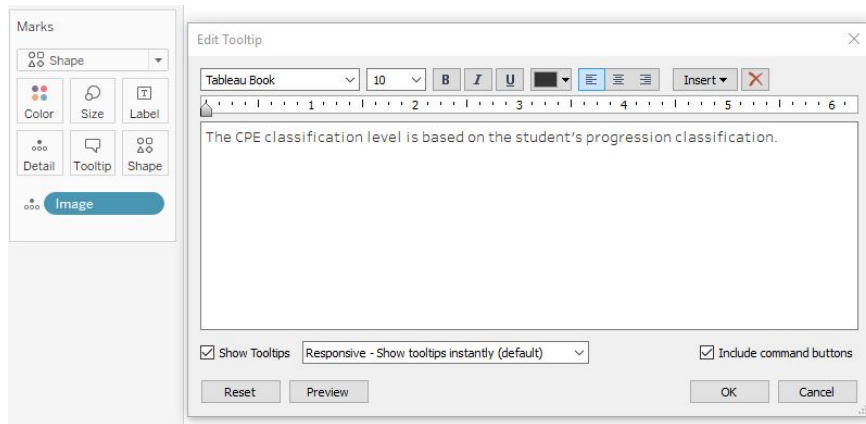 Marks
Shape
Color Size Label
Detail Tooltip Shape
Image
Edit Tooltip
Tableau Book 10 B I U Insert
1 2 3 4 5 6
The CPE classification level is based on the student's progression classification.
Show Tooltips Responsive - Show tooltips instantly (default) Include command buttons
Reset Preview OK Cancel